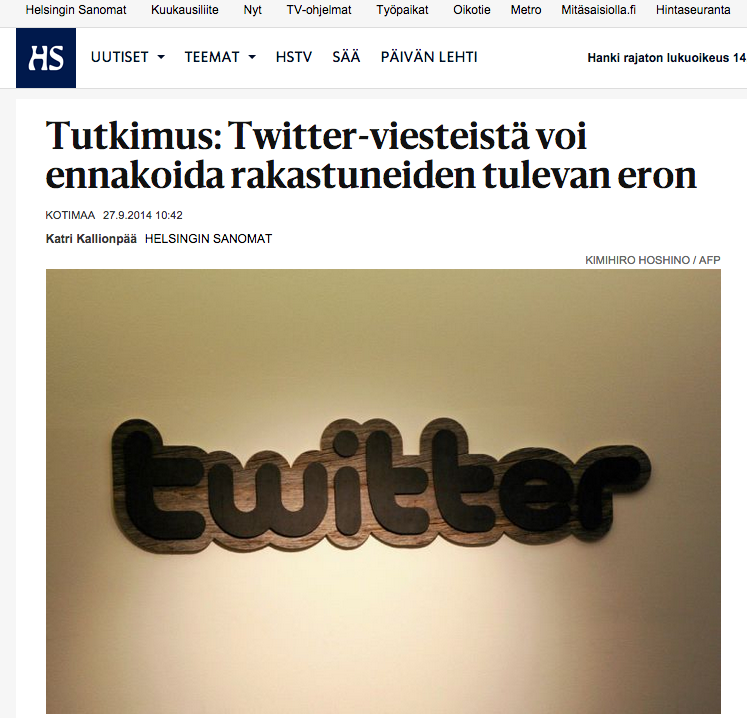 Helsingin Sanomat Kuukausiliite Nyt TV-ohjelmat Työpaikat Oikotie Metro Mitäsaisiolla.fi Hintaseuranta
HS UUTISET TEEMAT HSTV SÄÄ PÄIVÄN LEHTI Hanki rajaton lukuoikeus 14
Tutkimus: Twitter-viesteistä voi
ennakoida rakastuneiden tulevan eron
KOTIMAA 27.9.2014 10:42
Katri Kallionpää HELSINGIN SANOMAT
KIMIHIRO HOSHINO / AFP
twitter